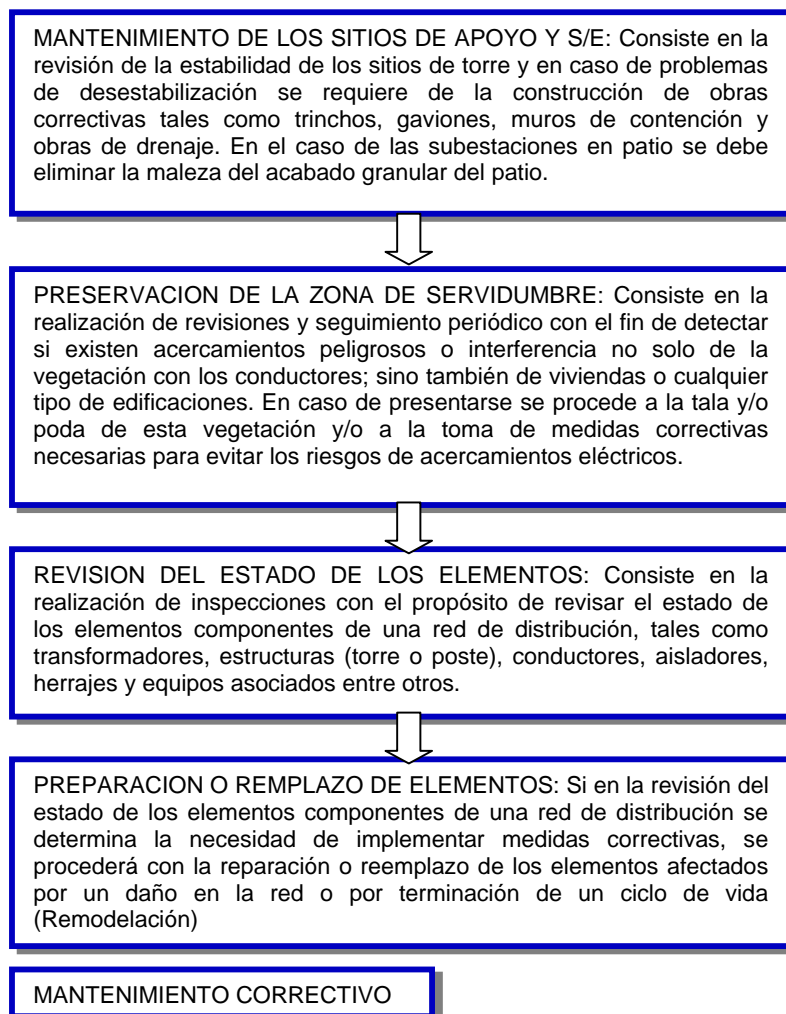 MANTENIMIENTO DE LOS SITIOS DE APOYO Y S/E: Consiste en la
revisión de la estabilidad de los sitios de torre y en caso de problemas
de desestabilización se requiere de la construcción de obras
correctivas tales como trinchos, gaviones, muros de contención y
obras de drenaje. En el caso de las subestaciones en patio se debe
eliminar la maleza del acabado granular del patio.
PRESERVACION DE LA ZONA DE SERVIDUMBRE: Consiste en la
realización de revisiones y seguimiento periódico con el fin de detectar
si existen acercamientos peligrosos o interferencia no solo de la
vegetación con los conductores; sino también de viviendas o cualquier
tipo de edificaciones. En caso de presentarse se procede a la tala y/o
poda de esta vegetación y/o a la toma de medidas correctivas
necesarias para evitar los riesgos de acercamientos eléctricos.
REVISION DEL ESTADO DE LOS ELEMENTOS: Consiste en la
realización de inspecciones con el propósito de revisar el estado de
los elementos componentes de una red de distribución, tales como
transformadores, estructuras (torre o poste), conductores, aisladores,
herrajes y equipos asociados entre otros.
PREPARACION O REMPLAZO DE ELEMENTOS: Si en la revisión del
estado de los elementos componentes de una red de distribución se
determina la necesidad de implementar medidas correctivas, se
procederá con la reparación o reemplazo de los elementos afectados
por un daño en la red o por terminación de un ciclo de vida
(Remodelación)
MANTENIMIENTO CORRECTIVO